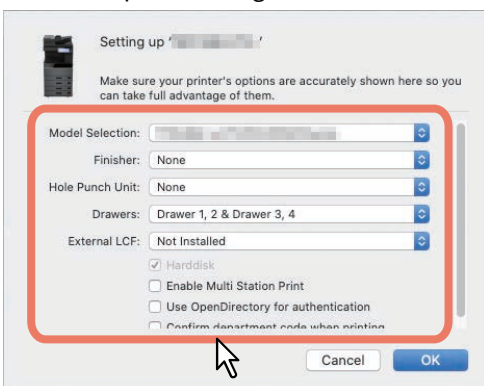 Setting up ' '
Make sure your printer's options are accurately shown here so you
can take full advantage of them.
Model Selection:
Finisher: None
Hole Punch Unit: None
Drawers: Drawer 1, 2 & Drawer 3, 4
External LCF: Not Installed
Harddisk
Enable Multi Station Print
Use OpenDirectory for authentication
Confirm department code when printing
Cancel OK